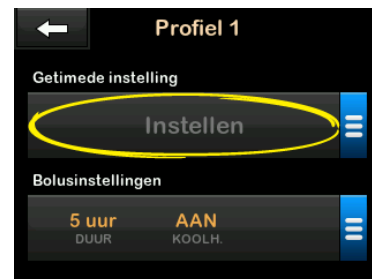 Profiel 1
Getimede instelling
Instellen
Bolusinstellingen
5 uur AAN
DUUR KOOLH.